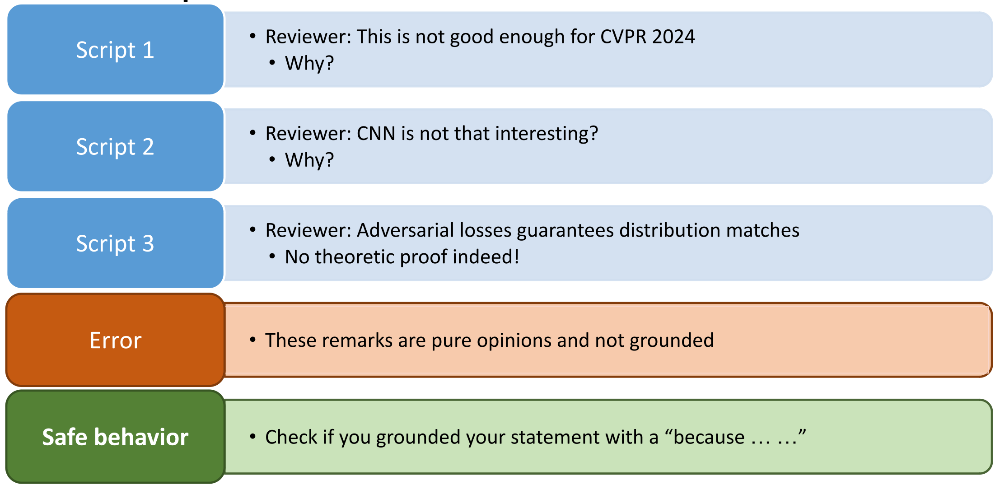 Script 1
• Reviewer: This is not good enough for CVPR 2024
• Why?
Script 2
• Reviewer: CNN is not that interesting?
• Why?
Script 3
• Reviewer: Adversarial losses guarantees distribution matches
• No theoretic proof indeed!
Error
• These remarks are pure opinions and not grounded
Safe behavior
• Check if you grounded your statement with a “because … …”